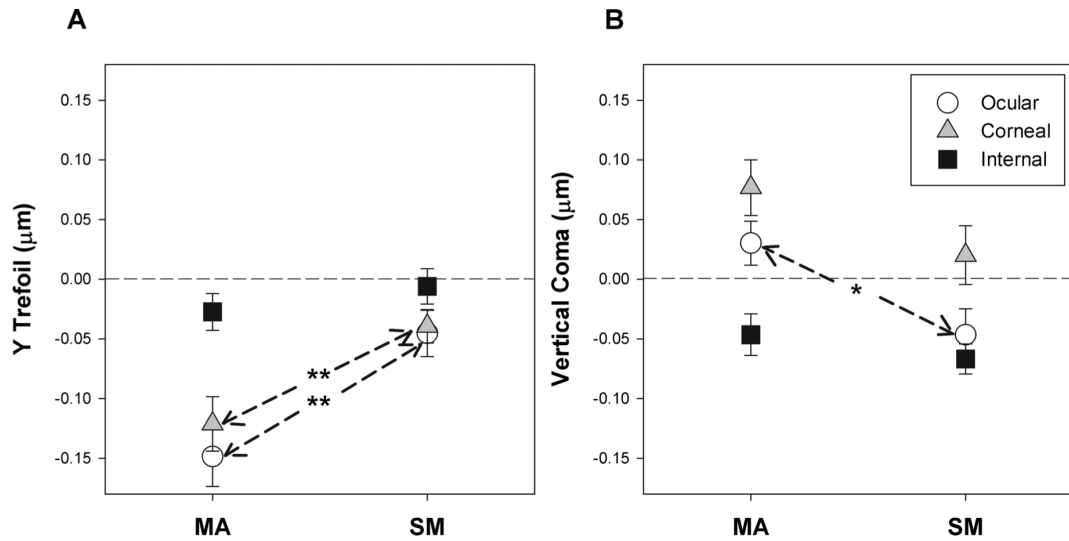 A
B
0.15
0.10
0.05
0.00
-0.05
-0.10
-0.15
Y Trefoil (μm)
**
**
MA
SM
0.15
0.10
0.05
0.00
-0.05
-0.10
-0.15
Vertical Coma (μm)
Ocular
Corneal
Internal
*
MA
SM